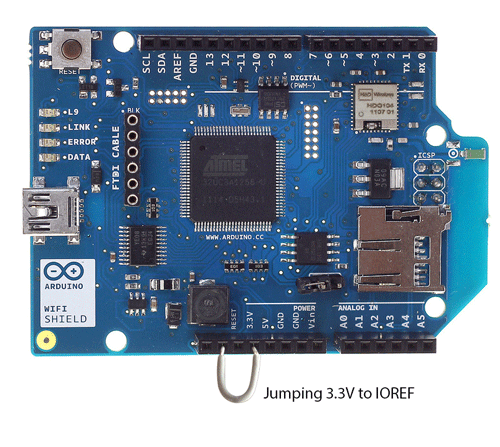 RESET
SCL
SDA
AREF
GND
13
12
~11
~10
~9
8
7
~6
~5
4
~3
2
TX 1
RX 0
DIGITAL
(PWM~)
BLK
L9
LINK
ERROR
DATA
FTDI CABLE
HDG104
ICSP
ATMEL
WWW.ARDUINO.CC
ARDUINO
WIFI
SHIELD
POWER
ANALOG IN
RESET
3.3V
5V
GND
GND
Vin
A0
A1
A2
A3
A4
A5
Jumping 3.3V to IOREF